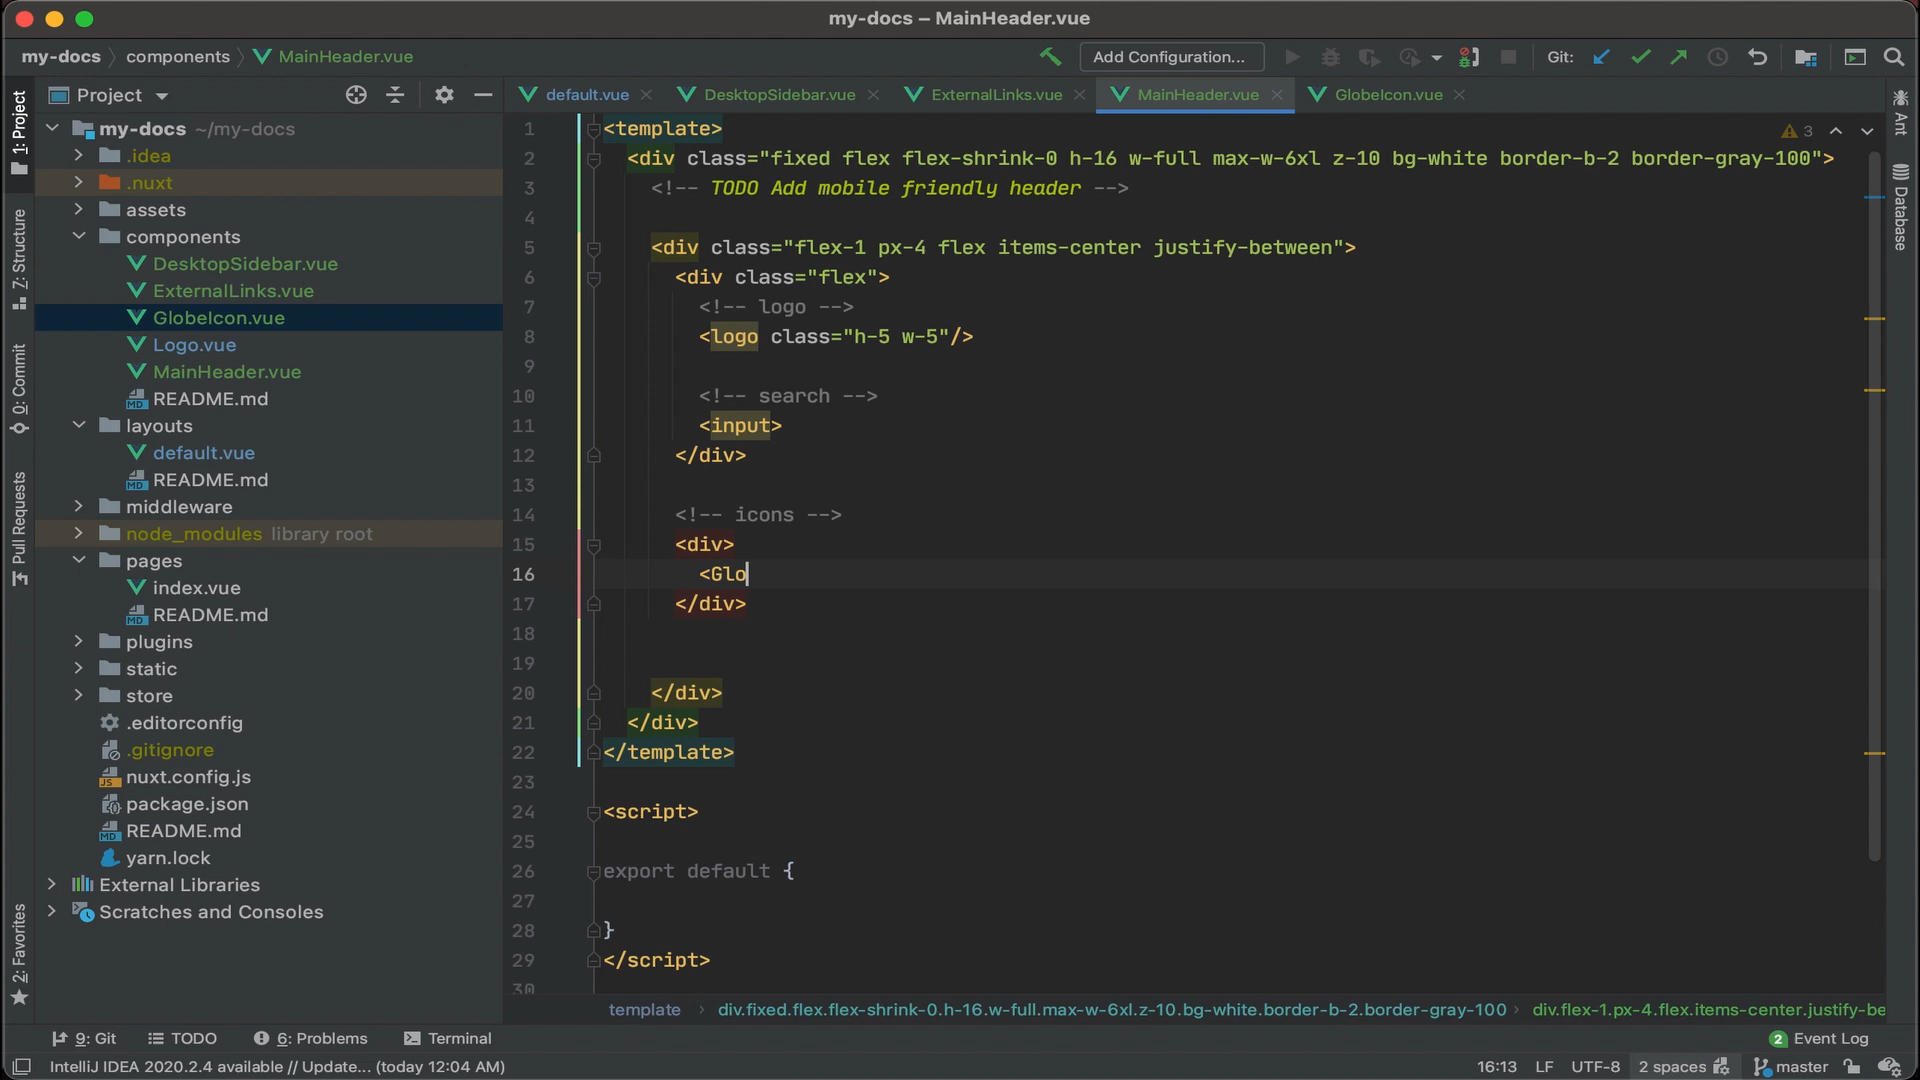 my-docs – MainHeader.vue
my-docs components MainHeader.vue
Add Configuration...
Git:
1: Project
Z: Structure
0: Commit
Pull Requests
2: Favorites
Project
my-docs ~/my-docs
.idea
.nuxt
assets
components
DesktopSidebar.vue
ExternalLinks.vue
GlobeIcon.vue
Logo.vue
MainHeader.vue
README.md
layouts
default.vue
README.md
middleware
node_modules library root
pages
index.vue
README.md
plugins
static
store
.editorconfig
.gitignore
nuxt.config.js
package.json
README.md
yarn.lock
External Libraries
Scratches and Consoles
default.vue DesktopSidebar.vue ExternalLinks.vue MainHeader.vue GlobeIcon.vue
3
1 <template>
2 <div class="fixed flex flex-shrink-0 h-16 w-full max-w-6xl z-10 bg-white border-b-2 border-gray-100">
3 <!-- TODO Add mobile friendly header -->
4
5 <div class="flex-1 px-4 flex items-center justify-between">
6 <div class="flex">
7 <!-- logo -->
8 <logo class="h-5 w-5"/>
9
10 <!-- search -->
11 <input>
12 </div>
13
14 <!-- icons -->
15 <div>
16 <Glo
17 </div>
18
19
20 </div>
21 </div>
22 </template>
23
24 <script>
25
26 export default {
27
28 }
29 </script>
30
template div.fixed.flex.flex-shrink-0.h-16.w-full.max-w-6xl.z-10.bg-white.border-b-2.border-gray-100 div.flex-1.px-4.flex.items-center.justify-be
Ant
Database
9: Git TODO 6: Problems Terminal
2 Event Log
IntelliJ IDEA 2020.2.4 available // Update... (today 12:04 AM)
16:13 LF UTF-8 2 spaces master